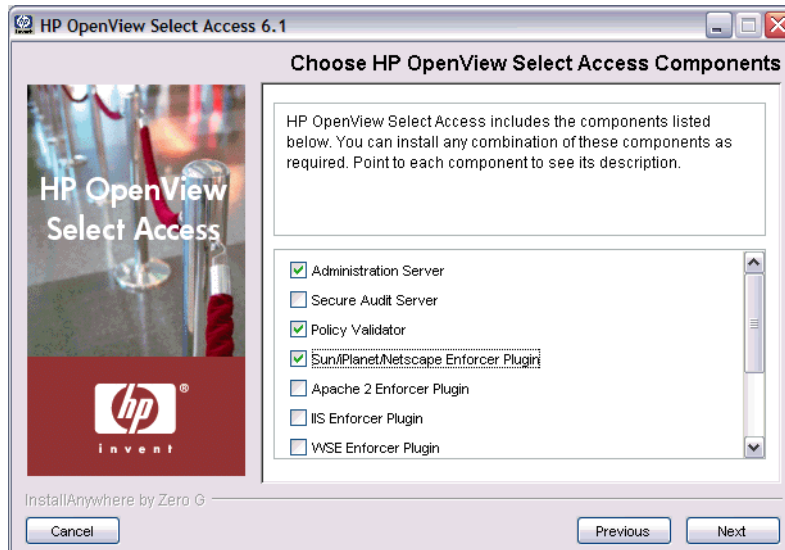 HP OpenView Select Access 6.1
Choose HP OpenView Select Access Components
HP OpenView
Select Access
hp
®
invent
HP OpenView Select Access includes the components listed
below. You can install any combination of these components as
required. Point to each component to see its description.
Administration Server
Secure Audit Server
Policy Validator
Sun/iPlanet/Netscape Enforcer Plugin
Apache 2 Enforcer Plugin
IIS Enforcer Plugin
WSE Enforcer Plugin
InstallAnywhere by Zero G
Cancel
Previous
Next